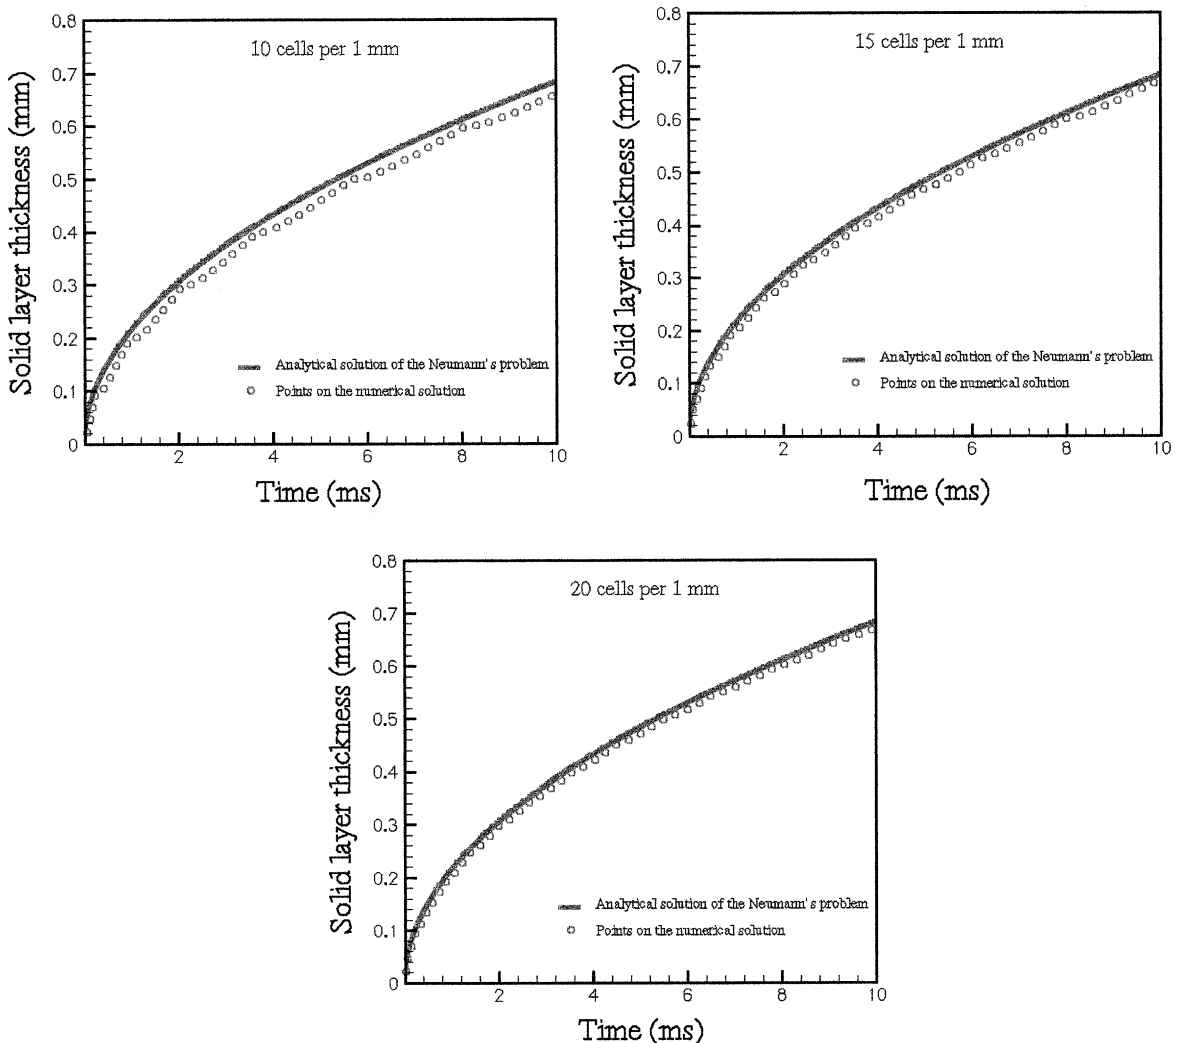 10 cells per 1 mm
Solid layer thickness (mm)
0.8
0.7
0.6
0.5
0.4
0.3
0.2
0.1
0
Analytical solution of the Neumann's problem
Points on the numerical solution
2 4 6 8 10
Time (ms)
15 cells per 1 mm
Solid layer thickness (mm)
0.8
0.7
0.6
0.5
0.4
0.3
0.2
0.1
0
Analytical solution of the Neumann's problem
Points on the numerical solution
2 4 6 8 10
Time (ms)
20 cells per 1 mm
Solid layer thickness (mm)
0.8
0.7
0.6
0.5
0.4
0.3
0.2
0.1
0
Analytical solution of the Neumann's problem
Points on the numerical solution
2 4 6 8 10
Time (ms)